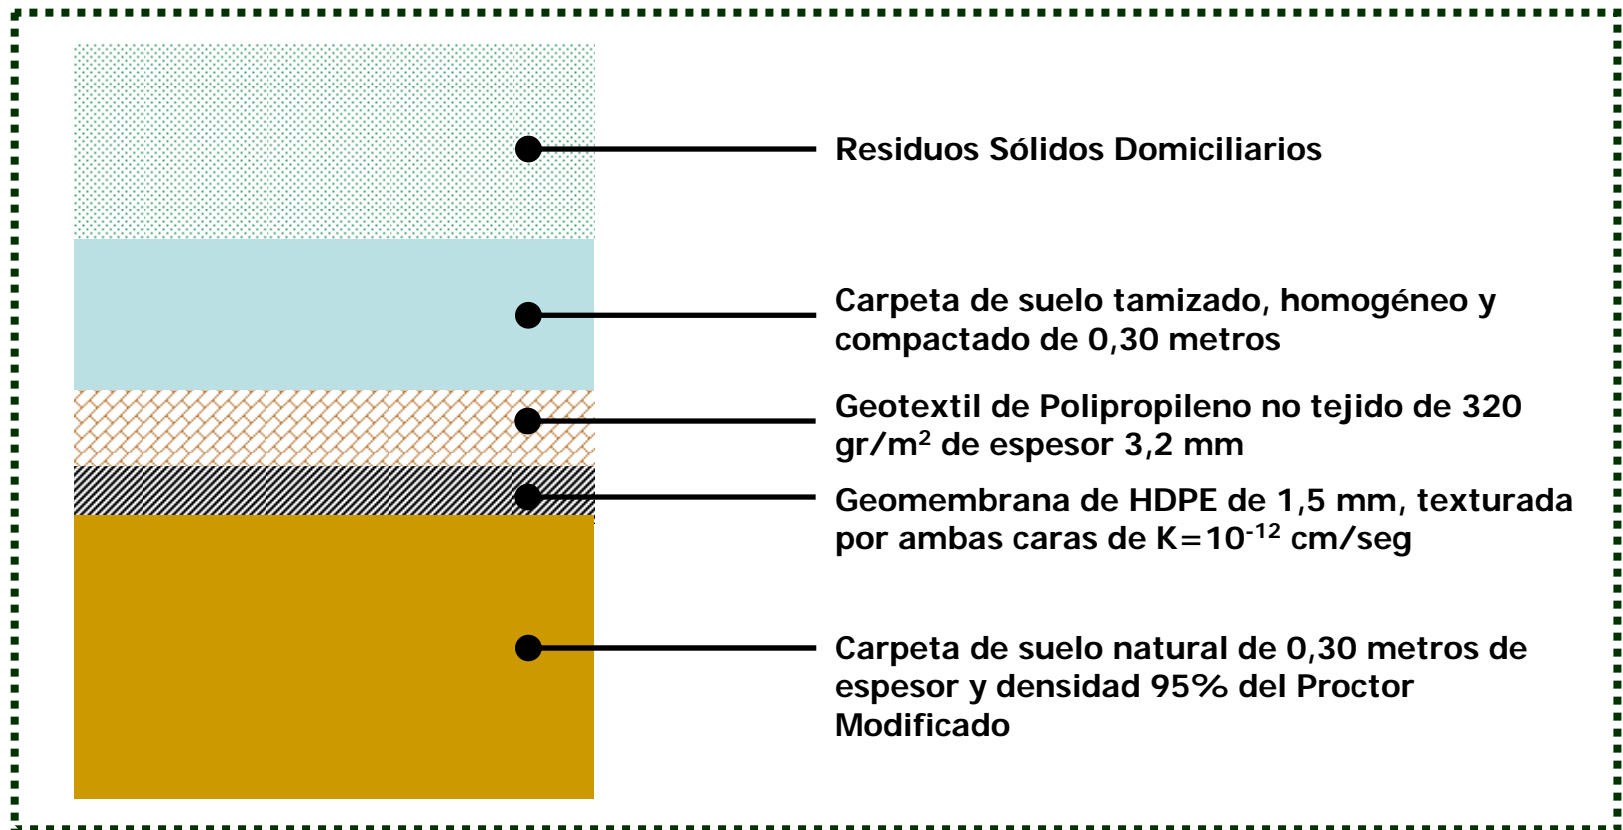 Residuos Sólidos Domiciliarios
Carpeta de suelo tamizado, homogéneo y
compactado de 0,30 metros
Geotextil de Polipropileno no tejido de 320
gr/m² de espesor 3,2 mm
Geomembrana de HDPE de 1,5 mm, texturada
por ambas caras de K=10⁻¹² cm/seg
Carpeta de suelo natural de 0,30 metros de
espesor y densidad 95% del Proctor
Modificado